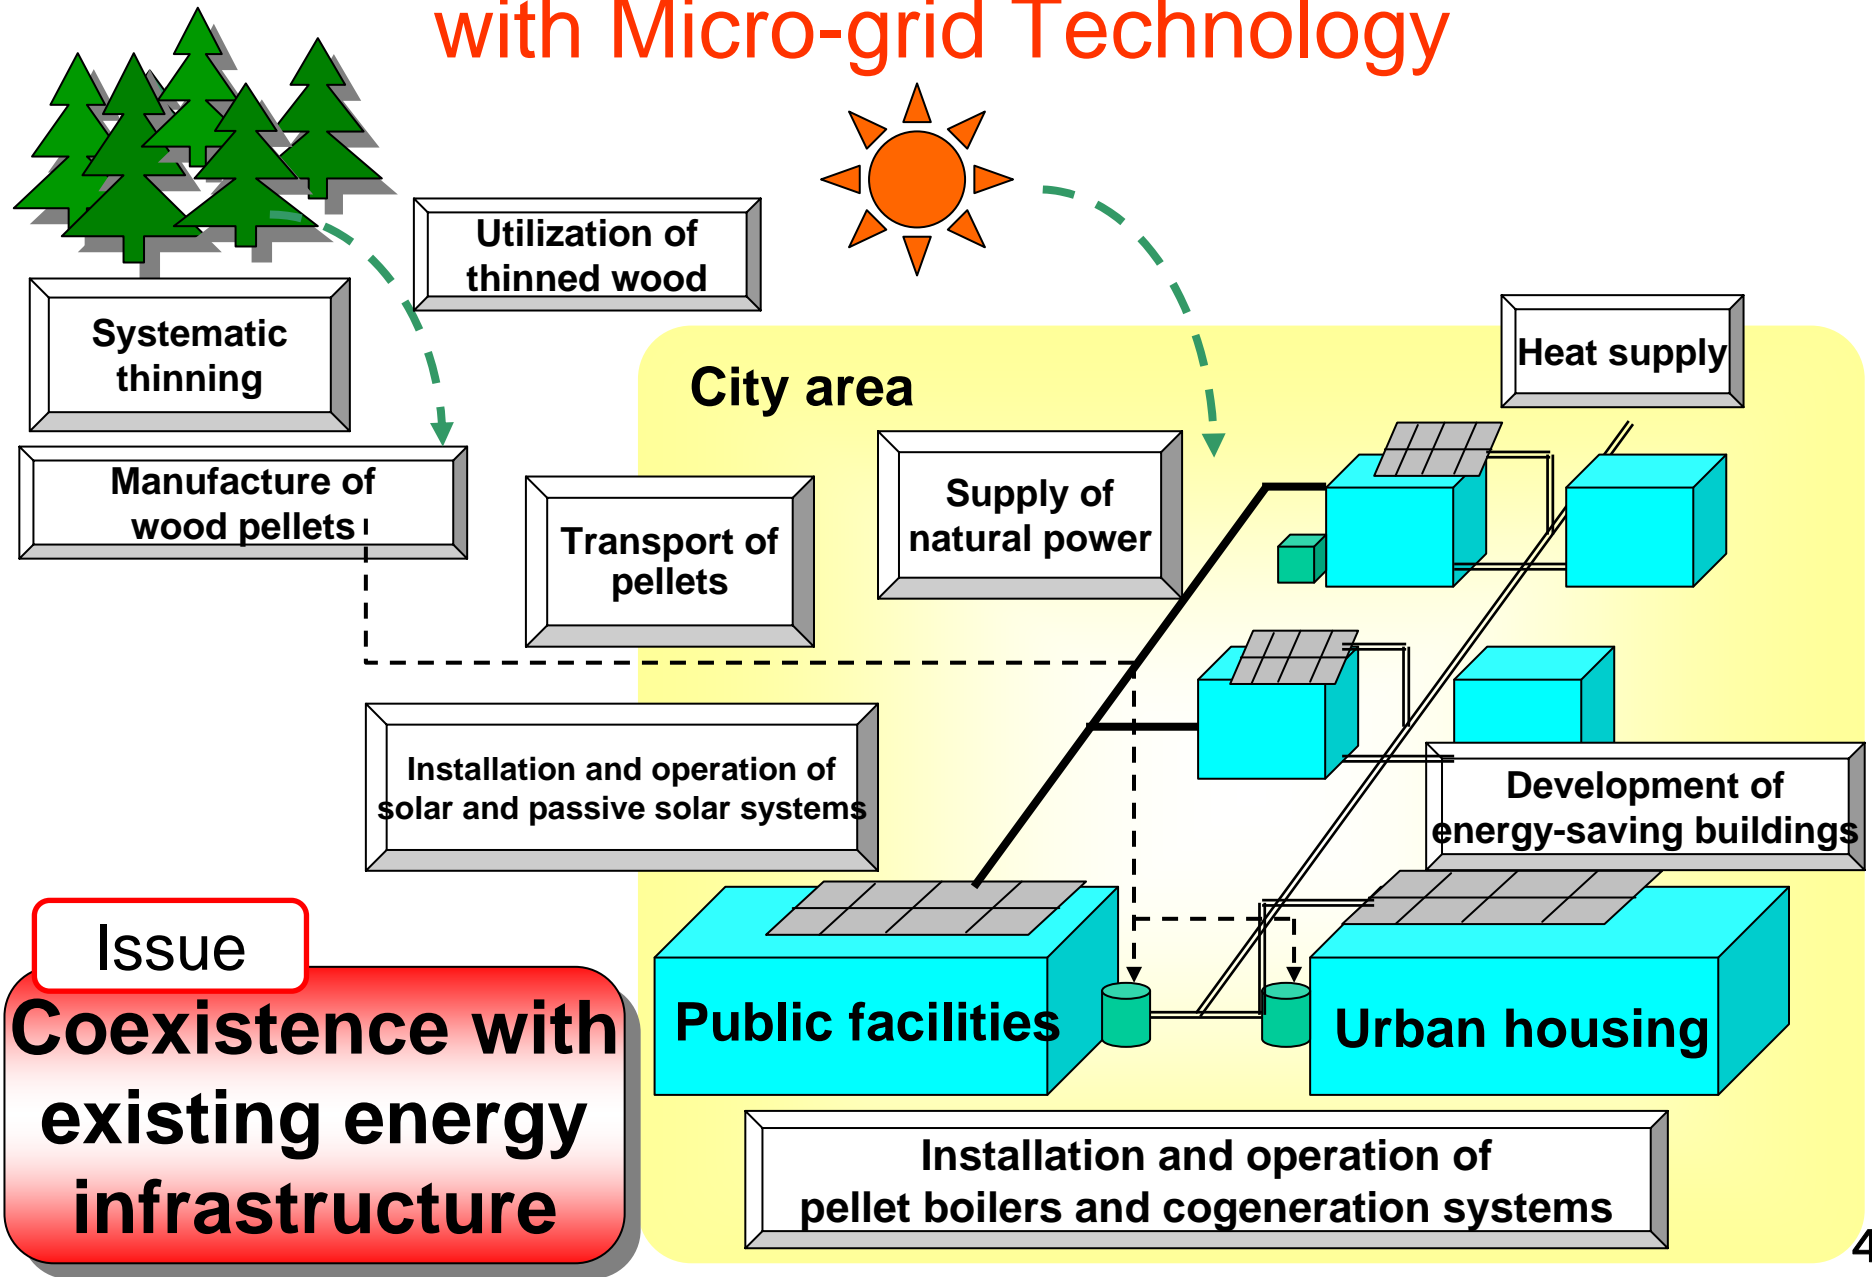 with Micro-grid Technology
Utilization of
thinned wood
Systematic
thinning
Heat supply
City area
Manufacture of
wood pellets
Transport of
pellets
Supply of
natural power
Installation and operation of
solar and passive solar systems
Development of
energy-saving buildings
Issue
Coexistence with
existing energy
infrastructure
Public facilities
Urban housing
Installation and operation of
pellet boilers and cogeneration systems
4